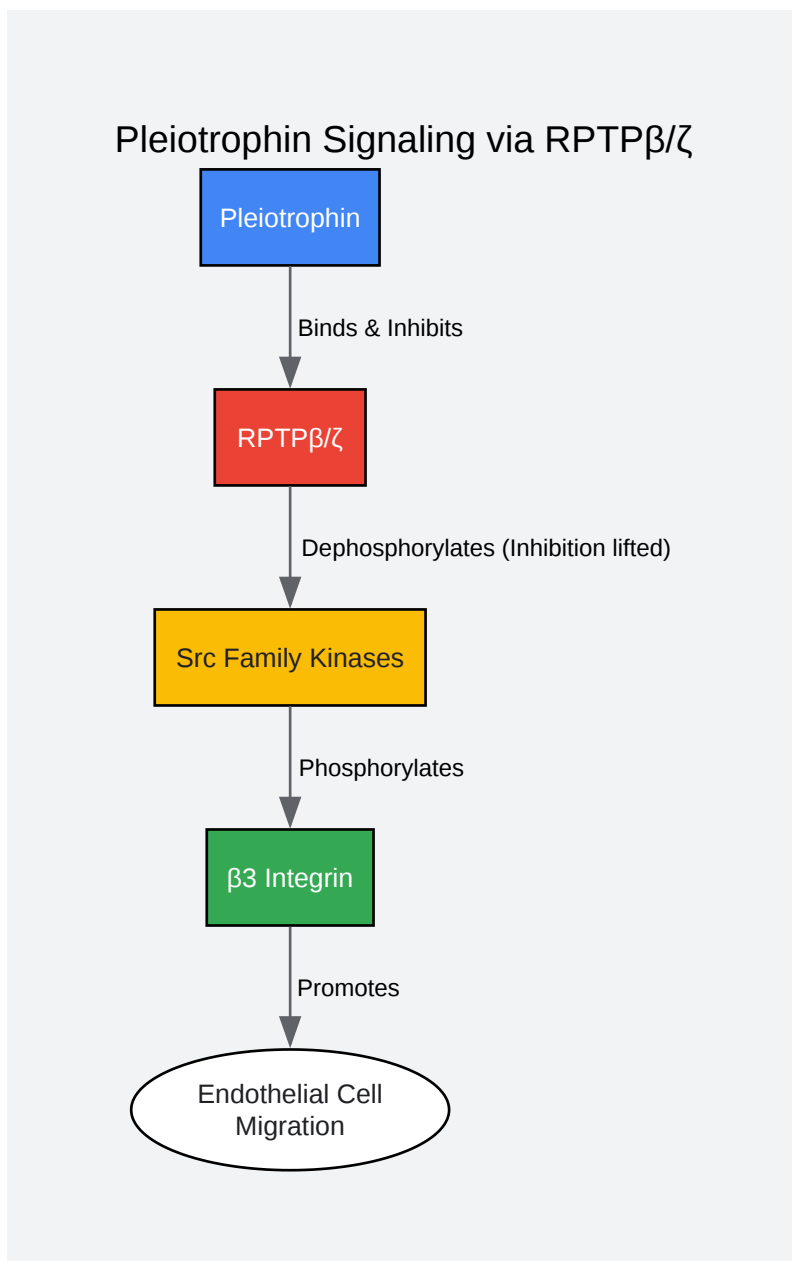 Pleiotrophin Signaling via RPTPβ/ζ
Pleiotrophin
Binds & Inhibits
RPTPβ/ζ
Dephosphorylates (Inhibition lifted)
Src Family Kinases
Phosphorylates
β3 Integrin
Promotes
Endothelial Cell
Migration